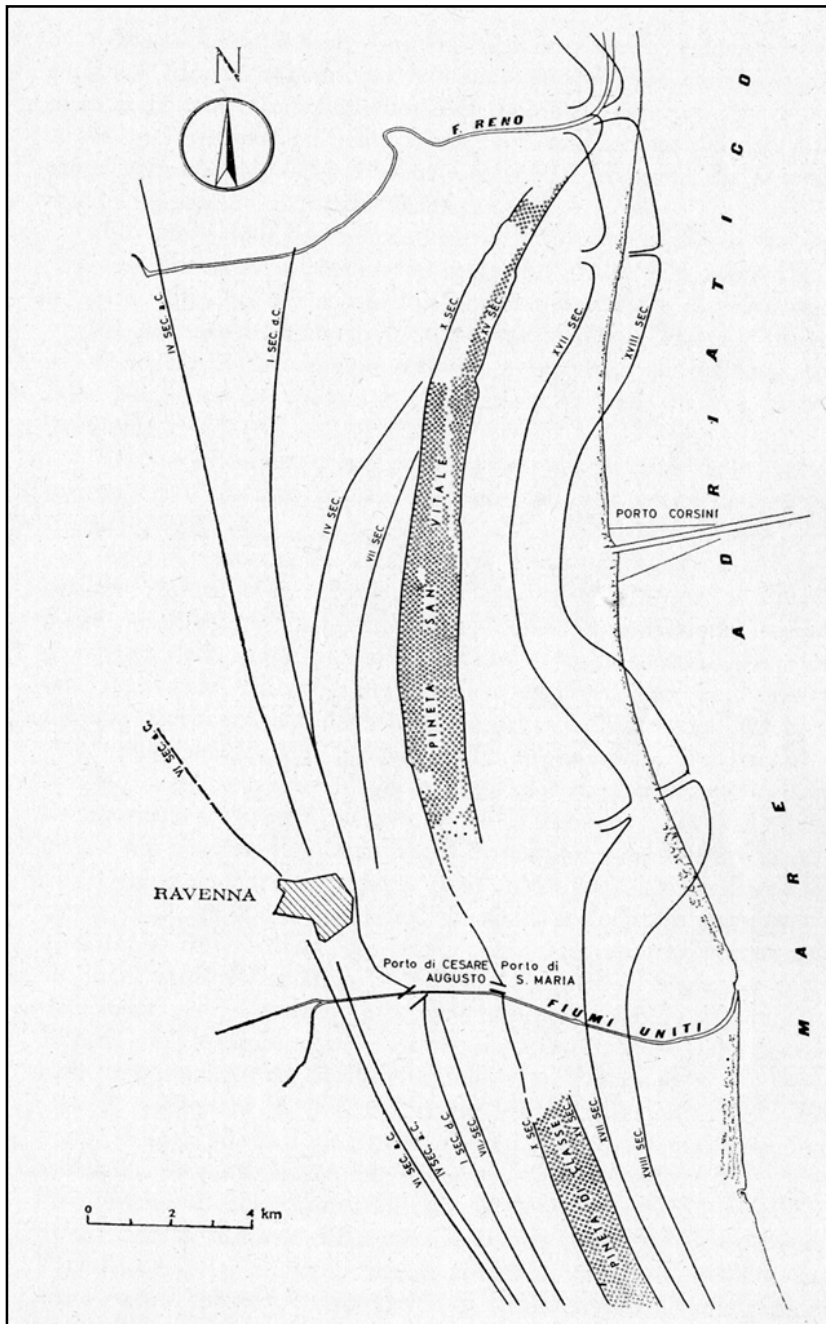 N
F. RENO
MARE ADRIATICO
IV SEC. a.C.
I SEC. d.C.
X SEC.
XIV SEC.
XVII SEC.
XVIII SEC.
IV SEC.
VII SEC.
PINETA SAN VITALE
PORTO CORSINI
VI SEC. a.C.
RAVENNA
Porto di CESARE
AUGUSTO
Porto di
S. MARIA
FIUMI UNITI
VI SEC. a.C.
IV SEC. a.C.
SEC. d.C.
VII SEC.
SEC.
PINETA DI CLASSE
XIV SEC.
XVII SEC.
XVIII SEC.
0 2 4 km